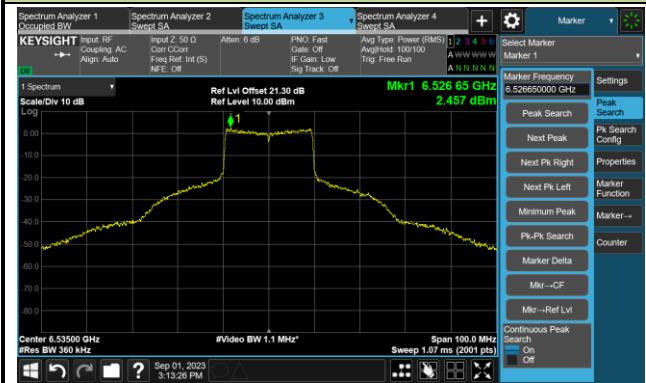 Spectrum Analyzer 1
Occupied BW
Spectrum Analyzer 2
Swept SA
Spectrum Analyzer 3
Swept SA
Spectrum Analyzer 4
Swept SA
Marker
KEYSIGHT
Input: RF
Coupling: AC
Align: Auto
Input Z: 50 Ω
Corr CCorr
Freq Ref: Int (S)
NFE: Off
Atten: 6 dB
PNO: Fast
Gate: Off
IF Gain: Low
Sig Track: Off
Avg Type: Power (RMS)
Avg|Hold: 100/100
Trig: Free Run
1 2 3 4 5 6
A W W W W W
A N N N N N
Select Marker
Marker 1
1 Spectrum
Scale/Div 10 dB
Log
Ref Lvl Offset 21.30 dB
Ref Level 10.00 dBm
Mkr1 6.526 65 GHz
2.457 dBm
1
0.00
-10.0
-20.0
-30.0
-40.0
-50.0
-60.0
-70.0
-80.0
Center 6.53500 GHz
#Res BW 360 kHz
#Video BW 1.1 MHz*
Span 100.0 MHz
Sweep 1.07 ms (2001 pts)
Marker Frequency
6.526650000 GHz
Peak Search
Next Peak
Next Pk Right
Next Pk Left
Minimum Peak
Pk-Pk Search
Marker Delta
Mkr→CF
Mkr→Ref Lvl
Continuous Peak
Search
On
Off
Settings
Peak
Search
Pk Search
Config
Properties
Marker
Function
Marker→
Counter
Sep 01, 2023
3:13:26 PM